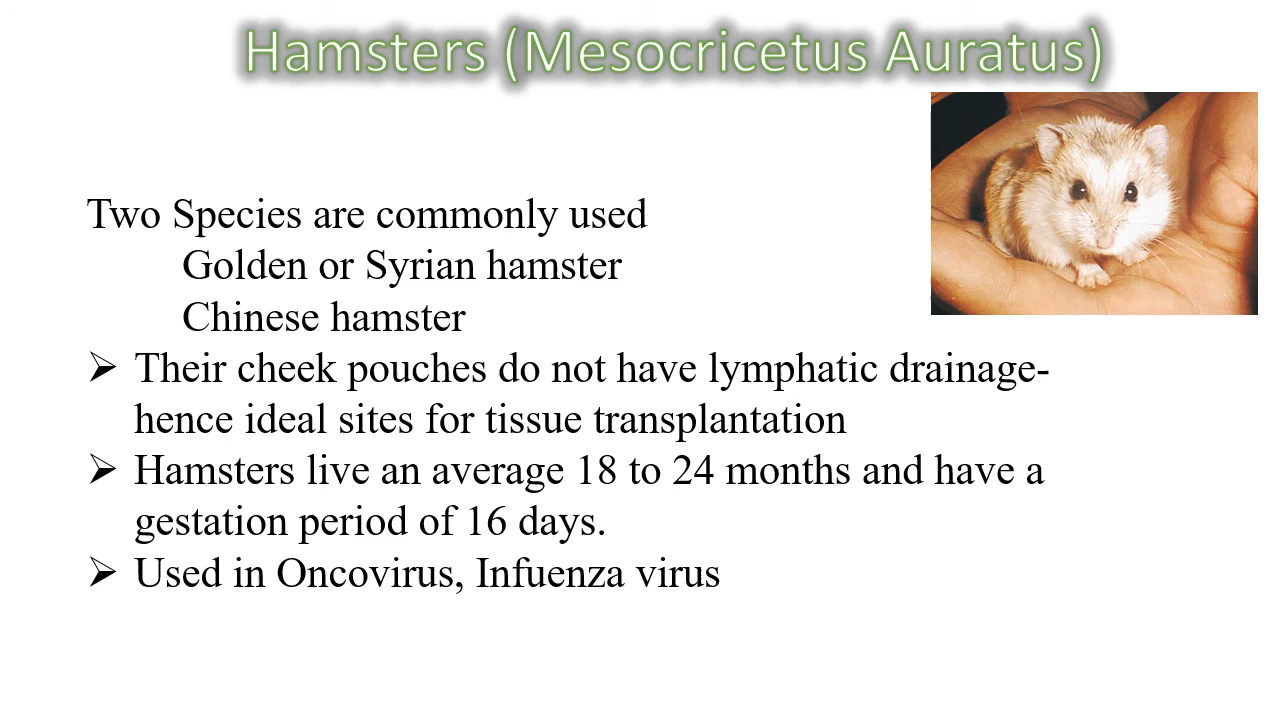 Hamsters (Mesocricetus Auratus)
Two Species are commonly used
Golden or Syrian hamster
Chinese hamster
➢ Their cheek pouches do not have lymphatic drainage-
hence ideal sites for tissue transplantation
➢ Hamsters live an average 18 to 24 months and have a
gestation period of 16 days.
➢ Used in Oncovirus, Infuenza virus